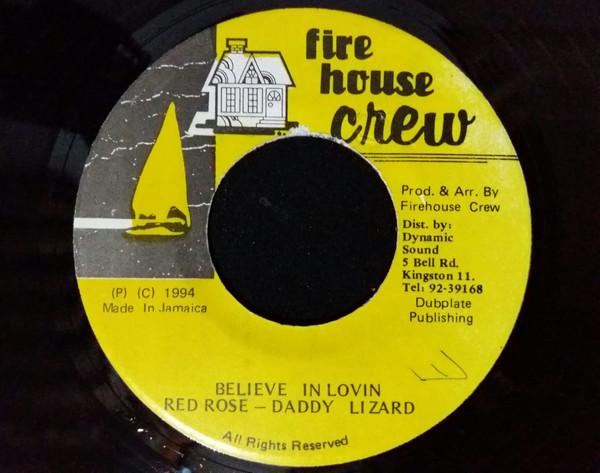 fire
house
crew
Prod. & Arr. By
Firehouse Crew
Dist. by:
Dynamic
Sound
5 Bell Rd.
Kingston 11.
Tel: 92-39168
Dubplate
Publishing
(P) (C) 1994
Made In Jamaica
BELIEVE IN LOVIN
RED ROSE – DADDY LIZARD
All Rights Reserved